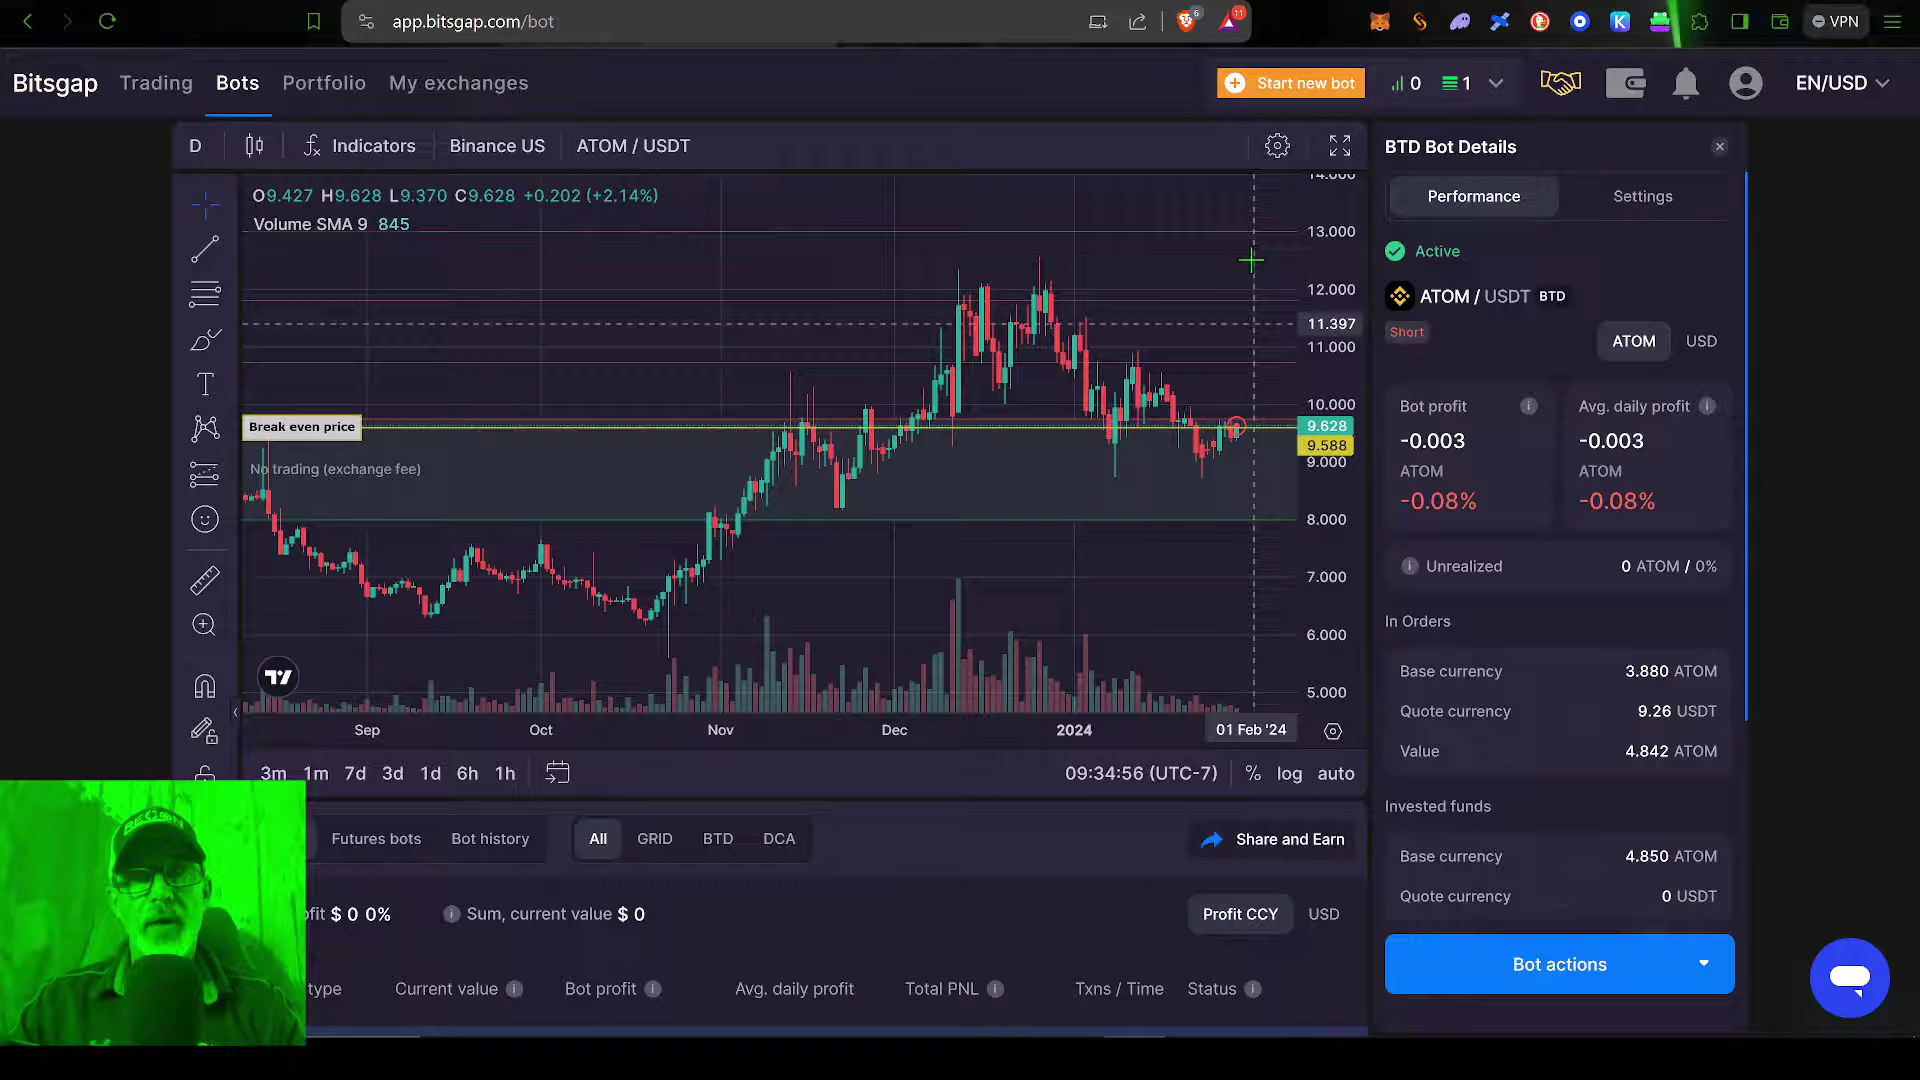 app.bitsgap.com/bot
6
11
VPN
Bitsgap
Trading
Bots
Portfolio
My exchanges
Start new bot
0
1
EN/USD
D
Indicators
Binance US
ATOM / USDT
O9.427 H9.628 L9.370 C9.628 +0.202 (+2.14%)
Volume SMA 9 845
14.000
13.000
12.000
11.397
11.000
10.000
9.628
9.588
9.000
8.000
7.000
6.000
5.000
Break even price
No trading (exchange fee)
Sep
Oct
Nov
Dec
2024
01 Feb '24
3m 1m 7d 3d 1d 6h 1h
09:34:56 (UTC-7)
% log auto
Futures bots
Bot history
All
GRID
BTD
DCA
Share and Earn
ofit $ 0 0%
Sum, current value $ 0
Profit CCY
USD
type
Current value
Bot profit
Avg. daily profit
Total PNL
Txns / Time
Status
BTD Bot Details
Performance
Settings
Active
ATOM / USDT BTD
Short
ATOM
USD
Bot profit
-0.003
ATOM
-0.08%
Avg. daily profit
-0.003
ATOM
-0.08%
Unrealized
0 ATOM / 0%
In Orders
Base currency
3.880 ATOM
Quote currency
9.26 USDT
Value
4.842 ATOM
Invested funds
Base currency
4.850 ATOM
Quote currency
0 USDT
Bot actions